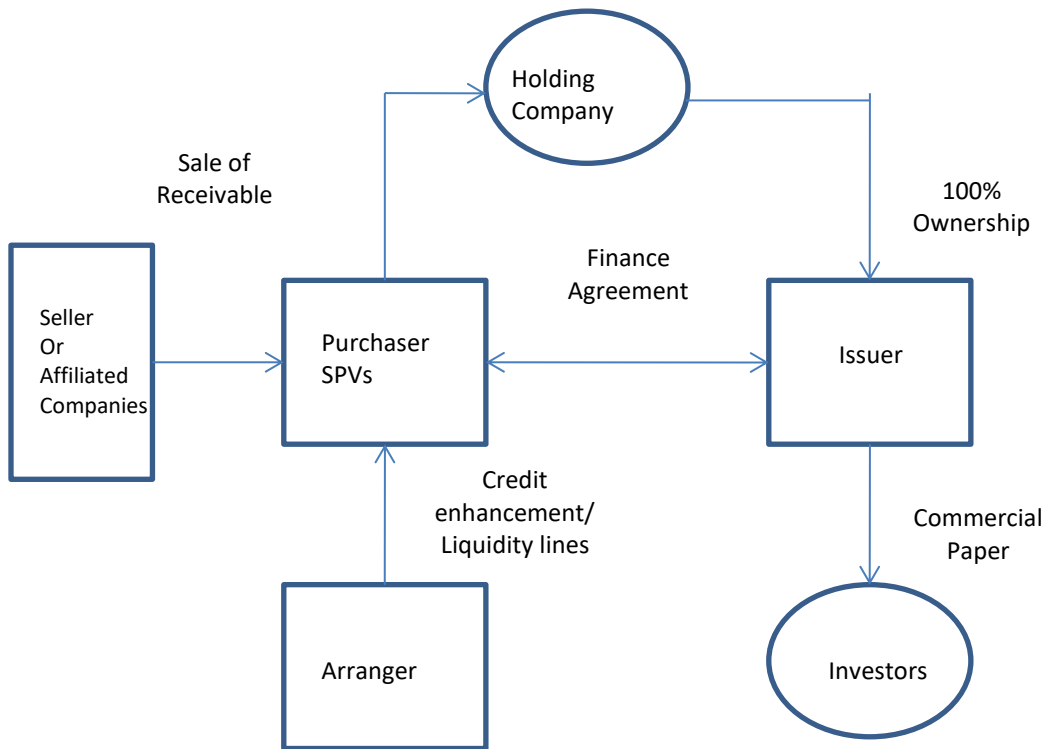 Holding
Company
Sale of
Receivable
100%
Ownership
Finance
Agreement
Seller
Or
Affiliated
Companies
Purchaser
SPVs
Issuer
Credit
enhancement/
Liquidity lines
Commercial
Paper
Arranger
Investors